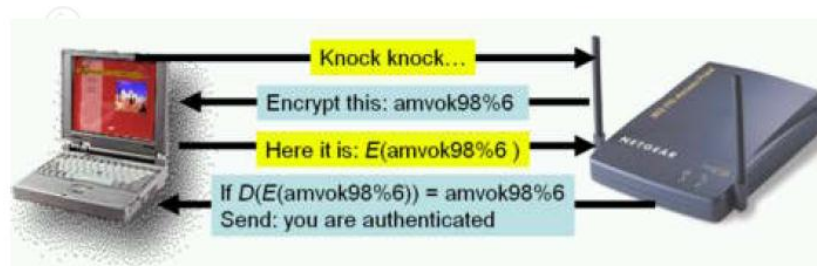 Knock knock...
Encrypt this: amvok98%6
Here it is: E(amvok98%6 )
If D(E(amvok98%6)) = amvok98%6
Send: you are authenticated
NETGEAR